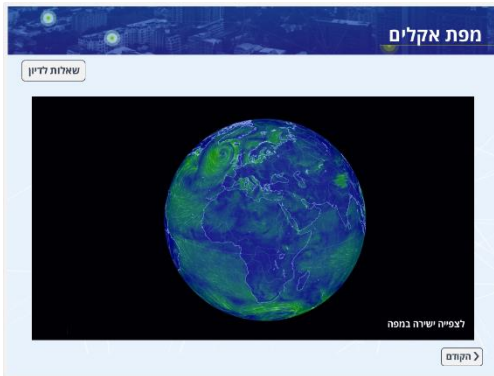 מפת אקלים
שאלות לדיון
לצפייה ישירה במפה
הקודם